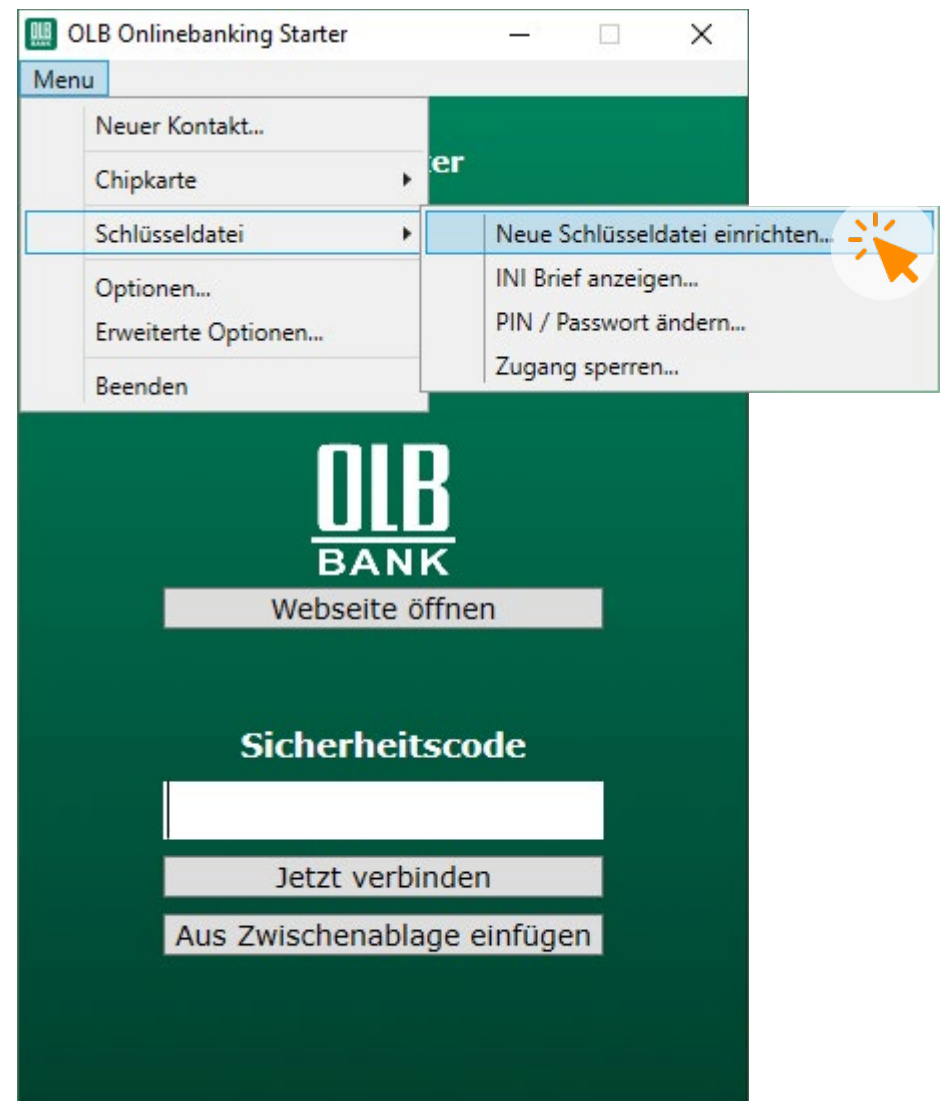 OLB Onlinebanking Starter
Menu
Neuer Kontakt...
Chipkarte
Schlüsseldatei
Optionen...
Erweiterte Optionen...
Beenden
Neue Schlüsseldatei einrichten...
INI Brief anzeigen...
PIN / Passwort ändern...
Zugang sperren...
er
OLB
BANK
Webseite öffnen
Sicherheitscode
Jetzt verbinden
Aus Zwischenablage einfügen